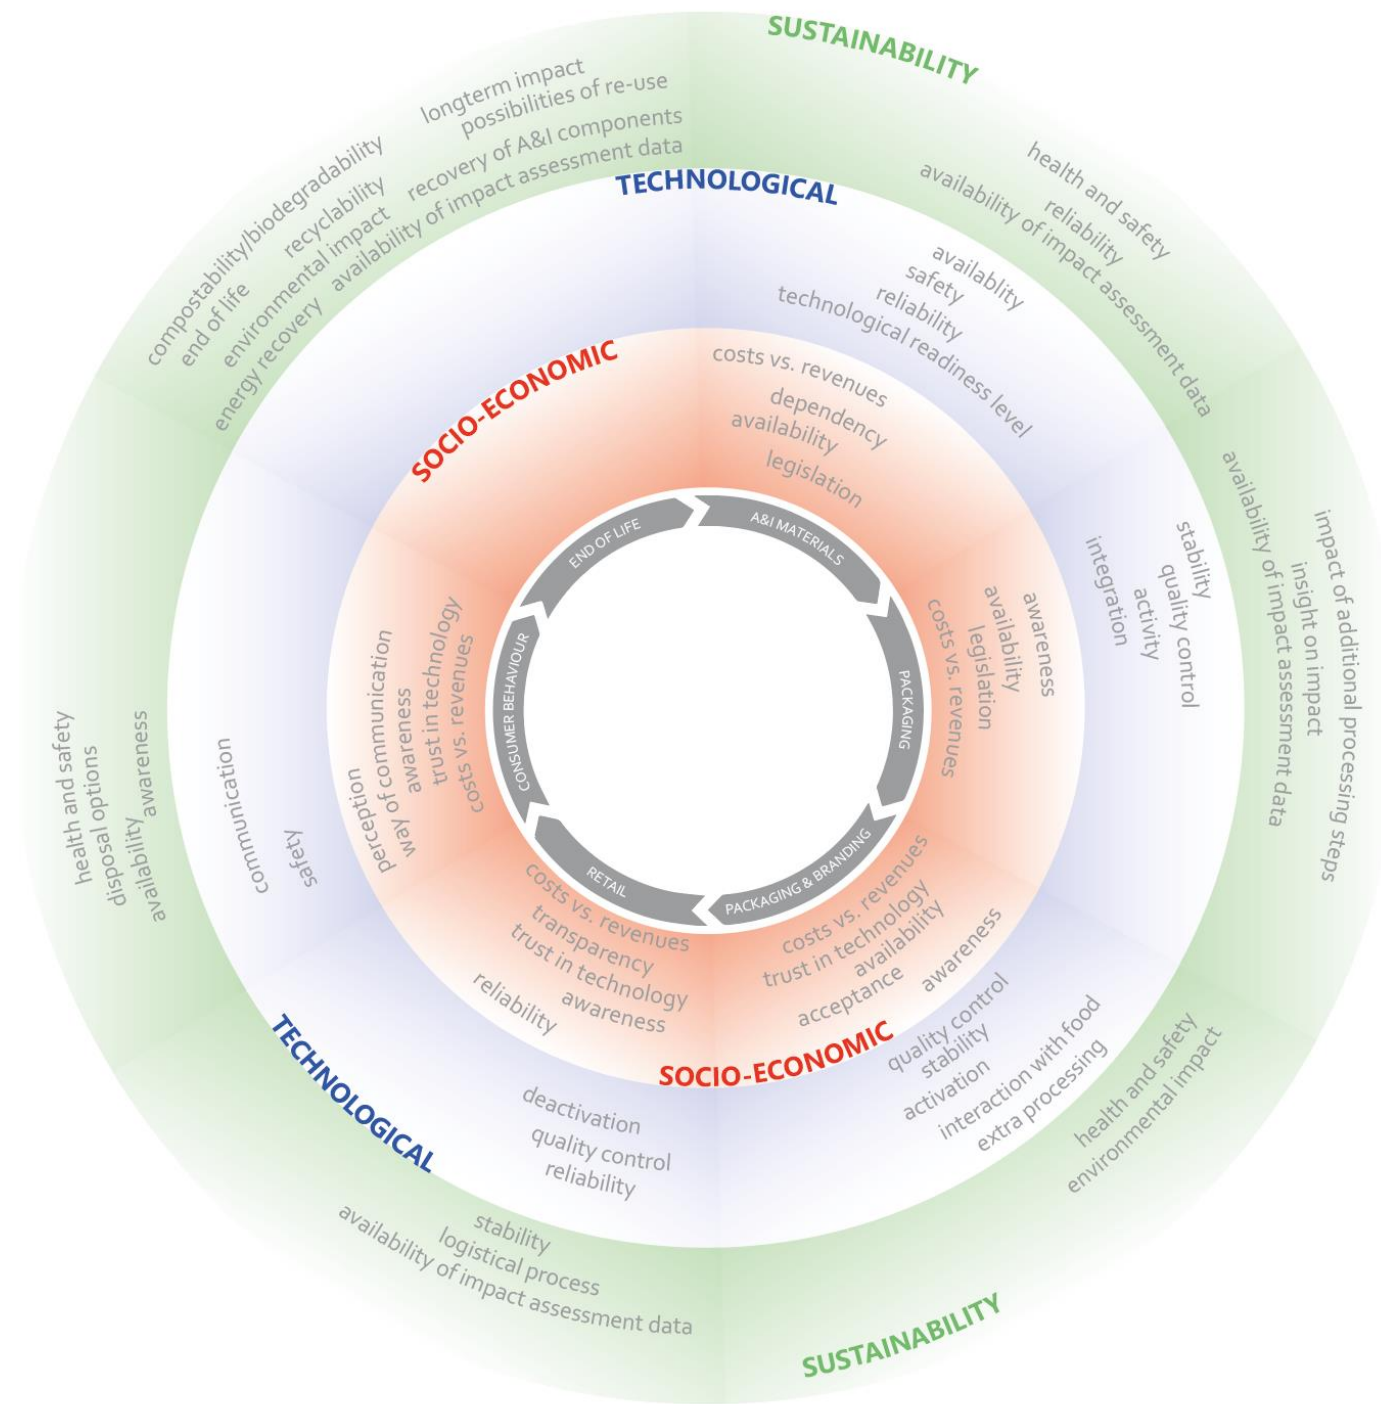 SUSTAINABILITY
health and safety
reliability
availability of impact assessment data
TECHNOLOGICAL
availablity
safety
reliability
technological readiness level
costs vs. revenues
dependency
availability
legislation
A&I MATERIALS
impact of additional processing steps
insight on impact
availability of impact assessment data
stability
quality control
activity
integration
awareness
availability
legislation
costs vs. revenues
PACKAGING
PACKAGING & BRANDING
costs vs. revenues
trust in technology
availability
acceptance
awareness
SOCIO-ECONOMIC
quality control
stability
activation
interaction with food
extra processing
health and safety
environmental impact
SUSTAINABILITY
RETAIL
costs vs. revenues
transparency
trust in technology
awareness
reliability
TECHNOLOGICAL
deactivation
quality control
reliability
stability
logistical process
availability of impact assessment data
CONSUMER BEHAVIOUR
costs vs. revenues
trust in technology
awareness
way of communication
perception
safety
communication
awareness
availability
disposal options
health and safety
END OF LIFE
SOCIO-ECONOMIC
longterm impact
possibilities of re-use
recovery of A&I components
availability of impact assessment data
compostability/biodegradability
recyclability
end of life
environmental impact
energy recovery